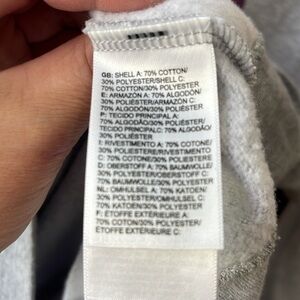 GB: SHELL A: 70% COTTON/
30% POLYESTER/SHELL C:
70% COTTON/30% POLYESTER
E: ARMAZÓN A: 70% ALGODÓN/
30% POLIÉSTER/ARMAZÓN C:
70% ALGODÓN/30% POLIÉSTER
P: TECIDO PRINCIPAL A:
70% ALGODÃO/30% POLIÉSTER/
TECIDO PRINCIPALC: 70% ALGODÃO/
30% POLIÉSTER
I: RIVESTIMENTO A: 70% COTONE/
30% POLIESTERE/RIVESTIMENTO
C: 70% COTONE/30% POLIESTERE
D: OBERSTOFF A: 70% BAUMWOLLE/
30% POLYESTER/OBERSTOFF C:
70% BAUMWOLLE/30% POLYESTER
NL: OMHULSEL A: 70% KATOEN/
30% POLYESTER/OMHULSEL C:
70% KATOEN/30% POLYESTER
F: ÉTOFFE EXTÉRIEURE A:
70% COTON/30% POLYESTER/
ÉTOFFE EXTÉRIEURE C: